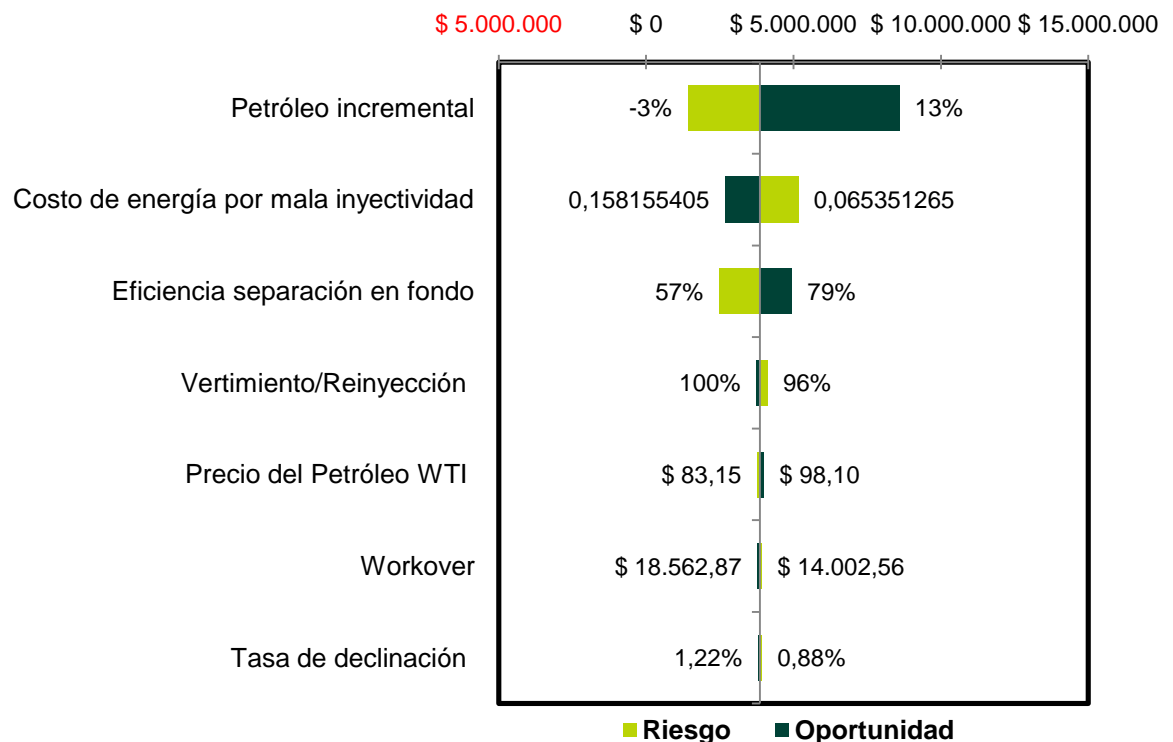 $ 5.000.000 $ 0 $ 5.000.000 $ 10.000.000 $ 15.000.000
Petróleo incremental -3% 13%
Costo de energía por mala inyectividad 0,158155405 0,065351265
Eficiencia separación en fondo 57% 79%
Vertimiento/Reinyección 100% 96%
Precio del Petróleo WTI $ 83,15 $ 98,10
Workover $ 18.562,87 $ 14.002,56
Tasa de declinación 1,22% 0,88%
Riesgo Oportunidad